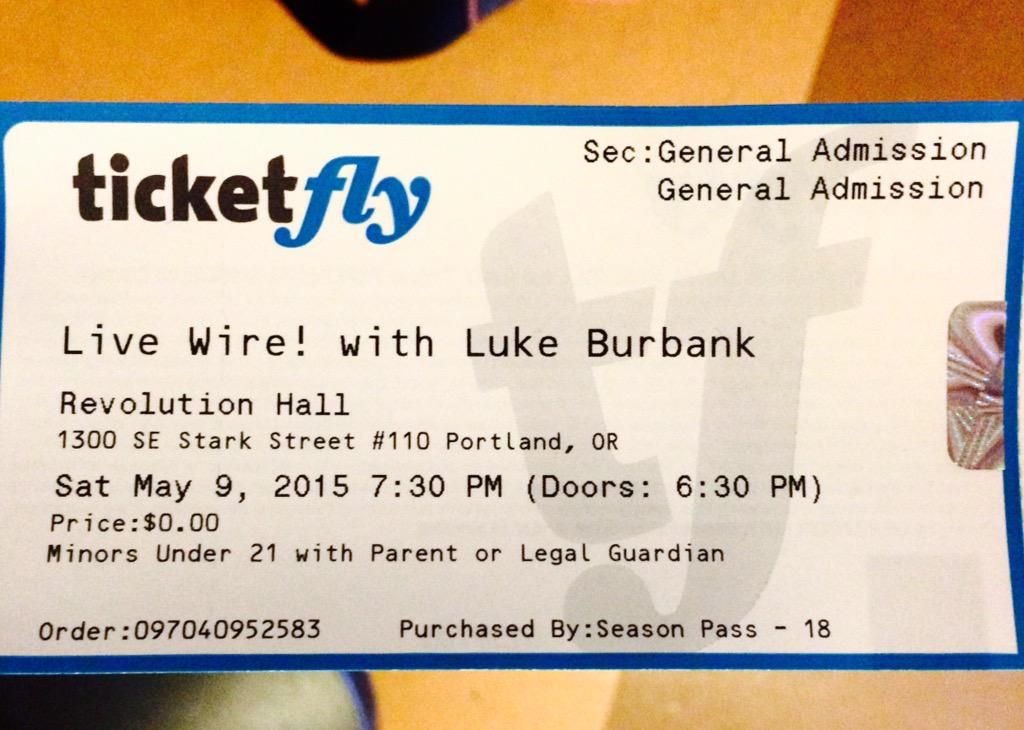 ticketfly
Sec:General Admission
General Admission
Live Wire! with Luke Burbank
Revolution Hall
1300 SE Stark Street #110 Portland, OR
Sat May 9, 2015 7:30 PM (Doors: 6:30 PM)
Price:$0.00
Minors Under 21 with Parent or Legal Guardian
Order:097040952583 Purchased By:Season Pass - 18
tf